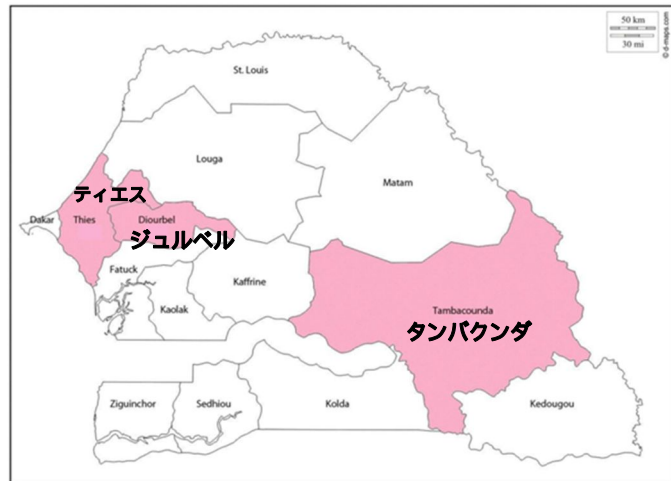 50 km
30 mi
© d-maps.com
St. Louis
Louga
Matam
ティエス
Dakar
Thies
Diourbel
ジュルベル
Fatuck
Kaffrine
Kaolak
Tambacounda
タンバクンダ
Ziguinchor
Sedhiou
Kolda
Kedougou